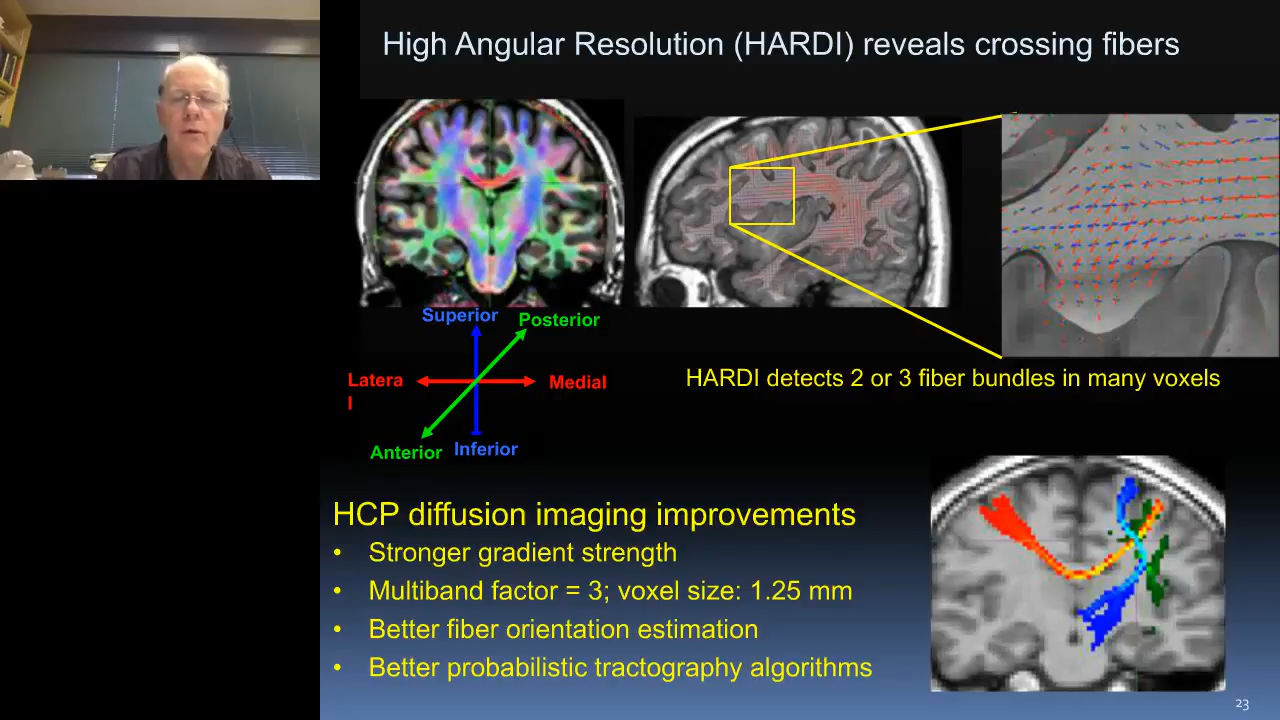 High Angular Resolution (HARDI) reveals crossing fibers
Superior
Posterior
Latera
l
Medial
Anterior
Inferior
HARDI detects 2 or 3 fiber bundles in many voxels
HCP diffusion imaging improvements
• Stronger gradient strength
• Multiband factor = 3; voxel size: 1.25 mm
• Better fiber orientation estimation
• Better probabilistic tractography algorithms
23